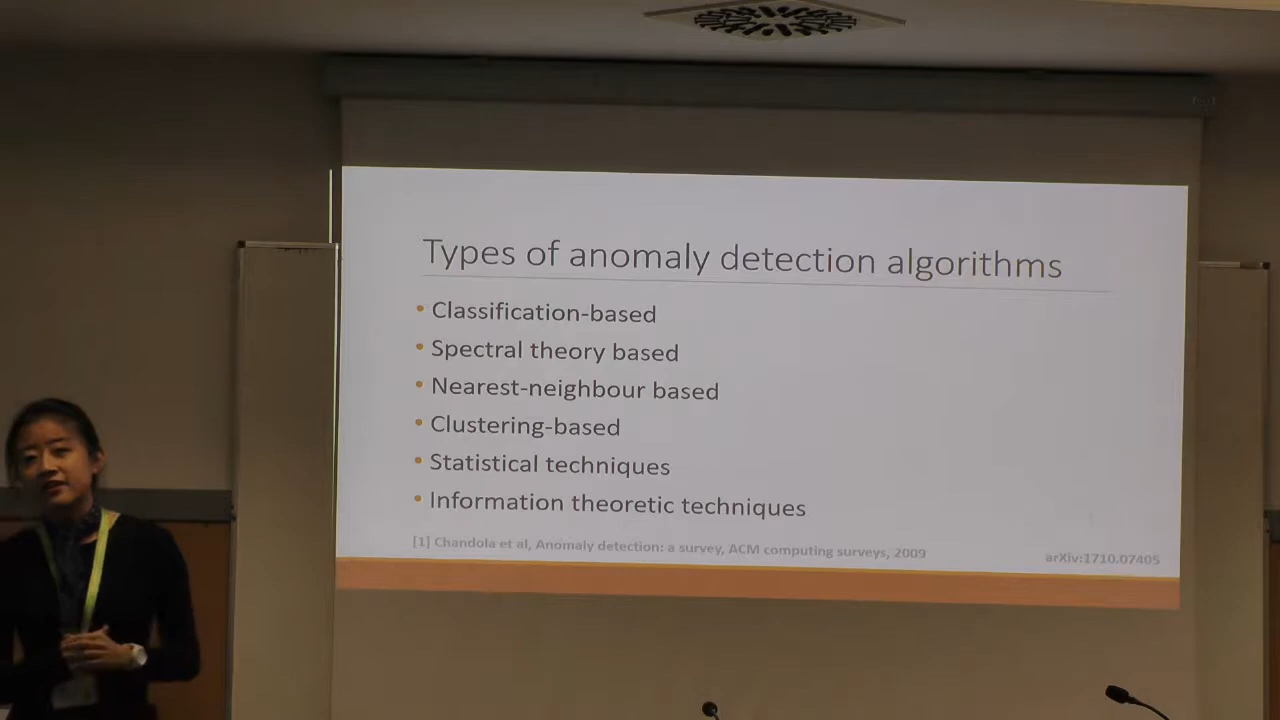 Types of anomaly detection algorithms
• Classification-based
• Spectral theory based
• Nearest-neighbour based
• Clustering-based
• Statistical techniques
• Information theoretic techniques
[1] Chandola et al, Anomaly detection: a survey, ACM computing surveys, 2009
arXiv:1710.07405